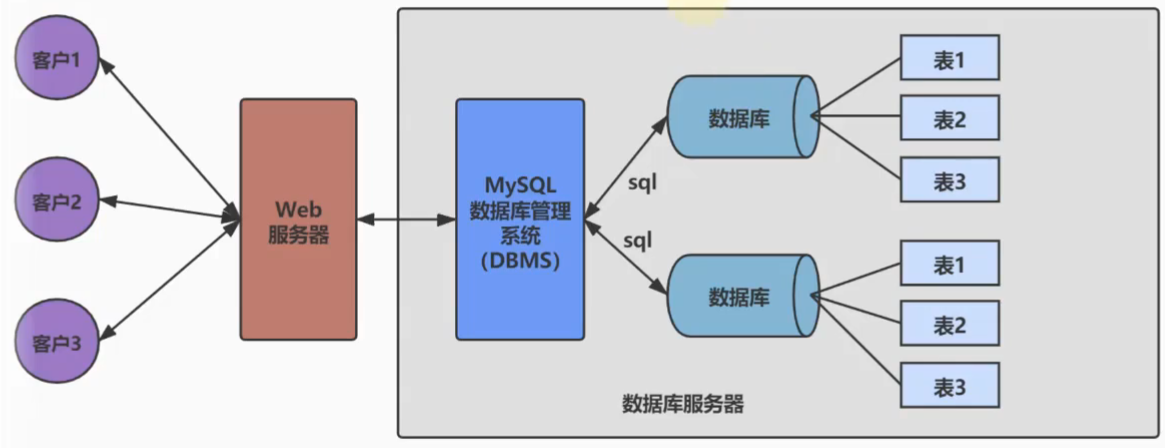 客户1
客户2
客户3
Web
服务器
MySQL
数据库管理
系统
（DBMS）
sql
sql
数据库
表1
表2
表3
数据库
表1
表2
表3
数据库服务器